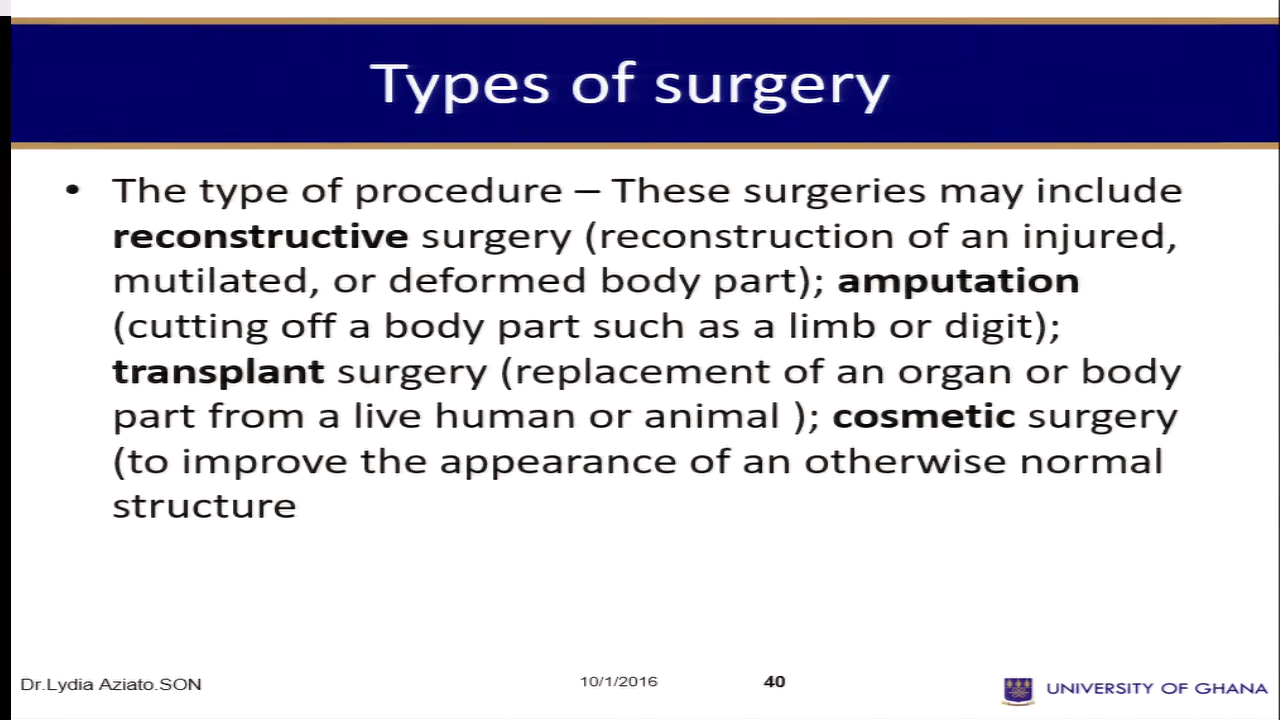 Types of surgery
• The type of procedure – These surgeries may include
reconstructive surgery (reconstruction of an injured,
mutilated, or deformed body part); amputation
(cutting off a body part such as a limb or digit);
transplant surgery (replacement of an organ or body
part from a live human or animal ); cosmetic surgery
(to improve the appearance of an otherwise normal
structure
Dr.Lydia Aziato.SON
10/1/2016
40
UNIVERSITY OF GHANA